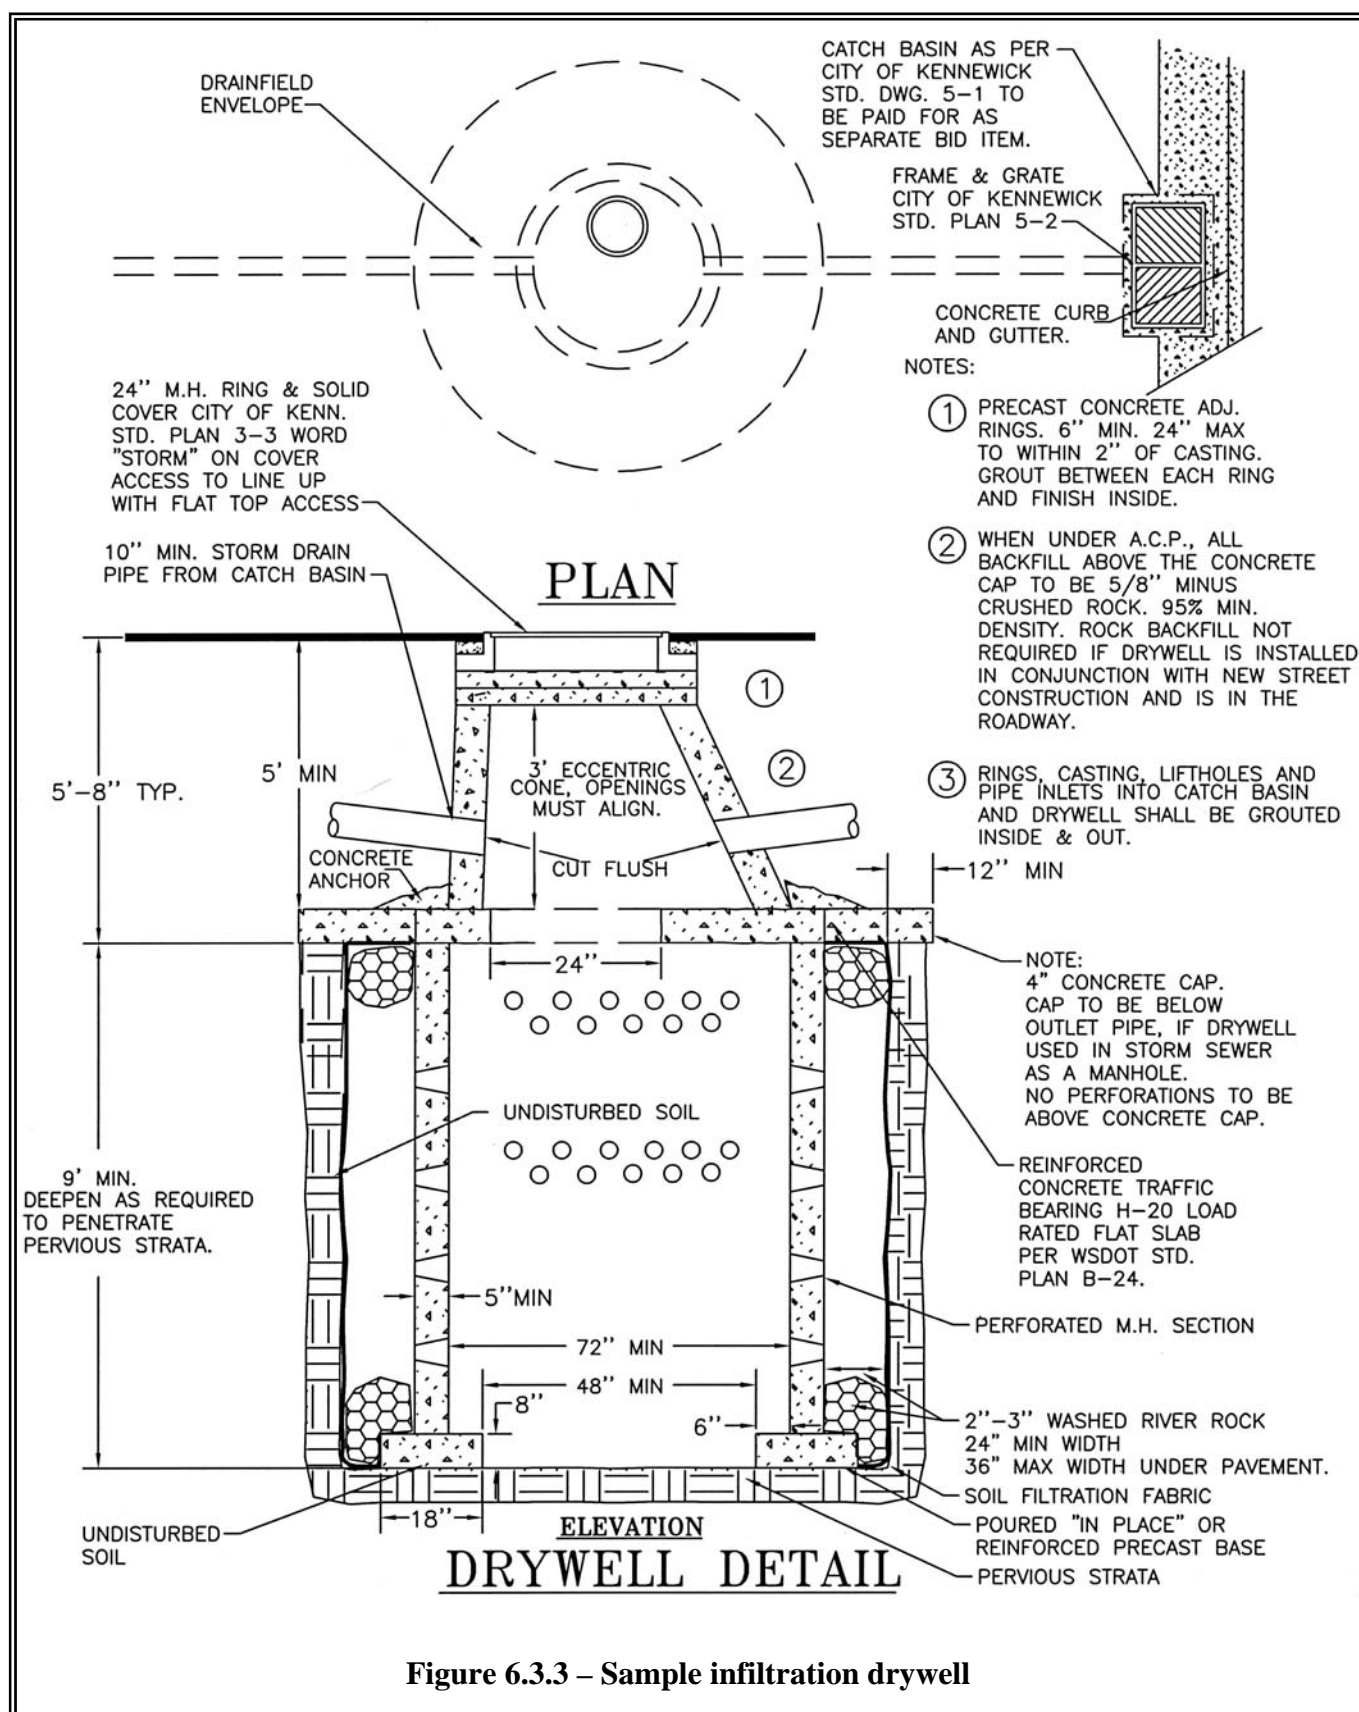 DRAINFIELD
ENVELOPE
CATCH BASIN AS PER
CITY OF KENNEWICK
STD. DWG. 5-1 TO
BE PAID FOR AS
SEPARATE BID ITEM.
FRAME & GRATE
CITY OF KENNEWICK
STD. PLAN 5-2
CONCRETE CURB
AND GUTTER.
24" M.H. RING & SOLID
COVER CITY OF KENN.
STD. PLAN 3-3 WORD
"STORM" ON COVER
ACCESS TO LINE UP
WITH FLAT TOP ACCESS
10" MIN. STORM DRAIN
PIPE FROM CATCH BASIN
PLAN
NOTES:
1 PRECAST CONCRETE ADJ.
RINGS. 6" MIN. 24" MAX
TO WITHIN 2" OF CASTING.
GROUT BETWEEN EACH RING
AND FINISH INSIDE.
2 WHEN UNDER A.C.P., ALL
BACKFILL ABOVE THE CONCRETE
CAP TO BE 5/8" MINUS
CRUSHED ROCK. 95% MIN.
DENSITY. ROCK BACKFILL NOT
REQUIRED IF DRYWELL IS INSTALLED
IN CONJUNCTION WITH NEW STREET
CONSTRUCTION AND IS IN THE
ROADWAY.
3 RINGS, CASTING, LIFTHOLES AND
PIPE INLETS INTO CATCH BASIN
AND DRYWELL SHALL BE GROUTED
INSIDE & OUT.
1
2
5'-8" TYP.
5' MIN
3' ECCENTRIC
CONE, OPENINGS
MUST ALIGN.
CONCRETE
ANCHOR
CUT FLUSH
12" MIN
24"
NOTE:
4" CONCRETE CAP.
CAP TO BE BELOW
OUTLET PIPE, IF DRYWELL
USED IN STORM SEWER
AS A MANHOLE.
NO PERFORATIONS TO BE
ABOVE CONCRETE CAP.
UNDISTURBED SOIL
9' MIN.
DEEPEN AS REQUIRED
TO PENETRATE
PERVIOUS STRATA.
REINFORCED
CONCRETE TRAFFIC
BEARING H-20 LOAD
RATED FLAT SLAB
PER WSDOT STD.
PLAN B-24.
5"MIN
PERFORATED M.H. SECTION
72" MIN
48" MIN
8"
6"
2"-3" WASHED RIVER ROCK
24" MIN WIDTH
36" MAX WIDTH UNDER PAVEMENT.
SOIL FILTRATION FABRIC
POURED "IN PLACE" OR
REINFORCED PRECAST BASE
PERVIOUS STRATA
18"
UNDISTURBED
SOIL
ELEVATION
DRYWELL DETAIL
Figure 6.3.3 – Sample infiltration drywell